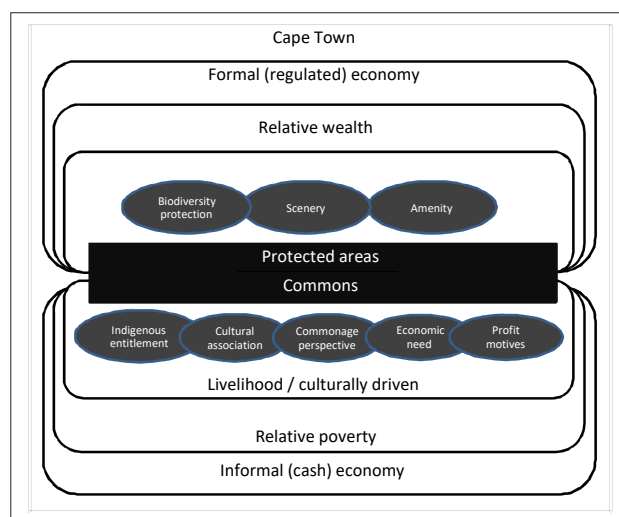 Cape Town
Formal (regulated) economy
Relative wealth
Biodiversity
protection
Scenery
Amenity
Protected areas
Commons
Indigenous
entitlement
Cultural
association
Commonage
perspective
Economic
need
Profit
motives
Livelihood / culturally driven
Relative poverty
Informal (cash) economy